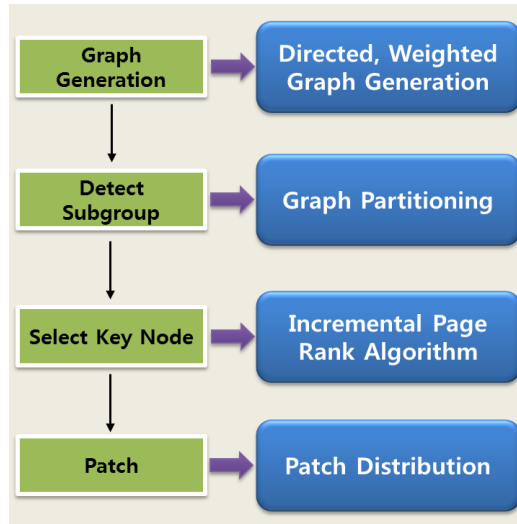 Graph
Generation
Directed, Weighted
Graph Generation
Detect
Subgroup
Graph Partitioning
Select Key Node
Incremental Page
Rank Algorithm
Patch
Patch Distribution